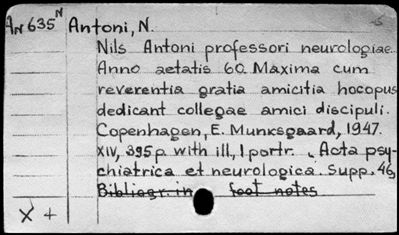 AN 635 N Antoni, N.
Nils Antoni professori neurologiae
Anno aetatis 60. Maxima cum
reverentia gratia amicitia hocopus
dedicant collegae amici discipuli.
Copenhagen, E. Munksgaard, 1947.
XIV, 395 p. with ill, 1 portr. Acta psy-
chiatrica et neurologica. Supp. 46,
Bibliogr. in foot notes
X +